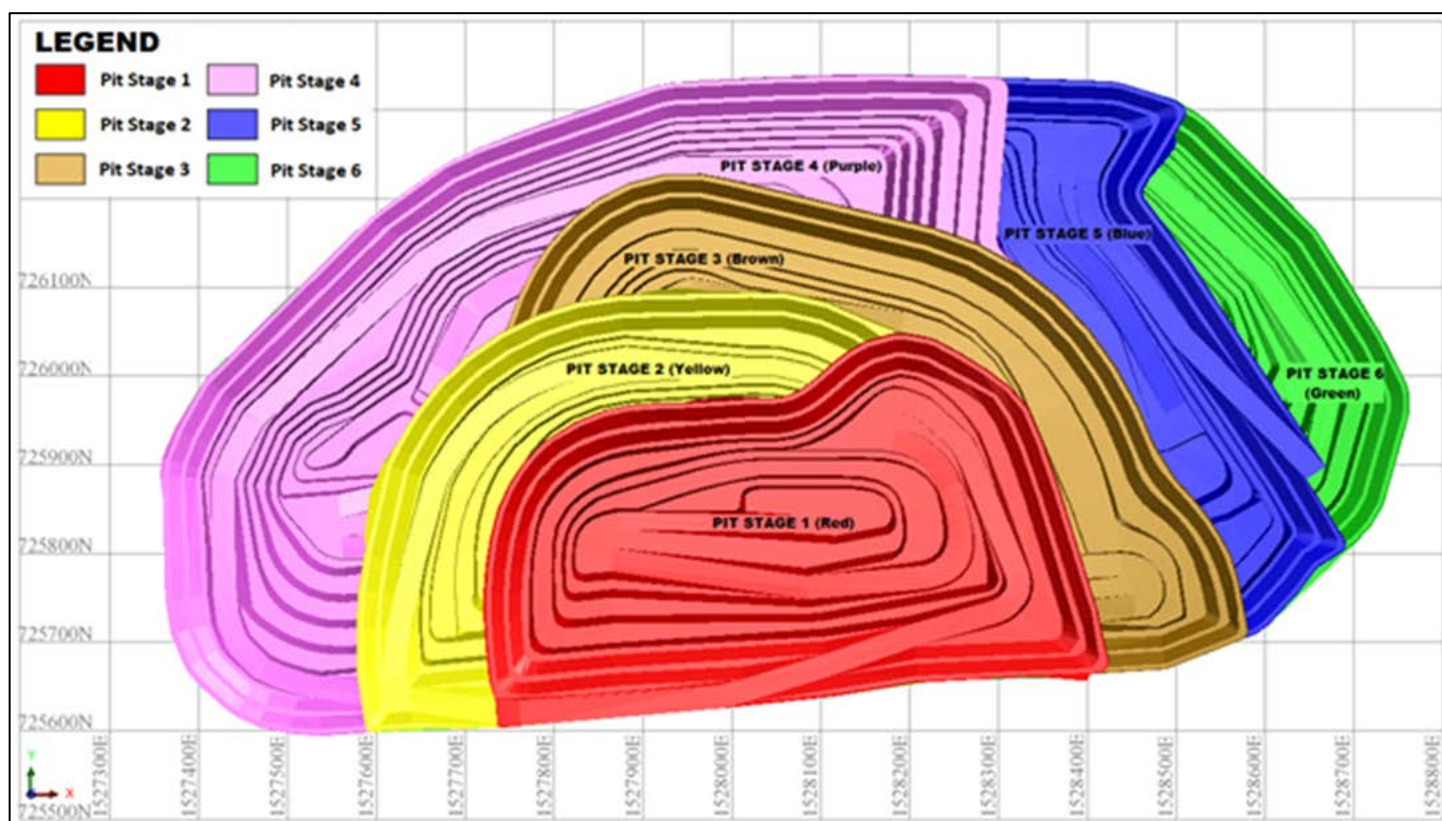 LEGEND
Pit Stage 1
Pit Stage 4
Pit Stage 2
Pit Stage 5
Pit Stage 3
Pit Stage 6
PIT STAGE 4 (Purple)
PIT STAGE 5 (Blue)
PIT STAGE 3 (Brown)
726100N
PIT STAGE 2 (Yellow)
726000N
PIT STAGE 6
(Green)
725900N
PIT STAGE 1 (Red)
725800N
725700N
725600N
725500N
1527300E
1527400E
1527500E
1527600E
1527700E
1527800E
1527900E
1528000E
1528100E
1528200E
1528300E
1528400E
1528500E
1528600E
1528700E
1528800E
Y
X